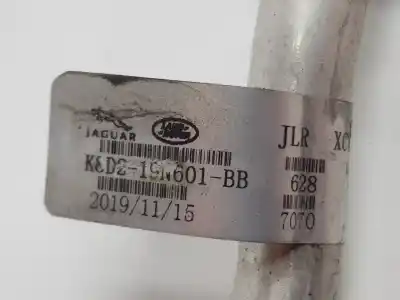 JAGUAR
JLR
K8D2-19N601-BB
628
2019/11/15
7070